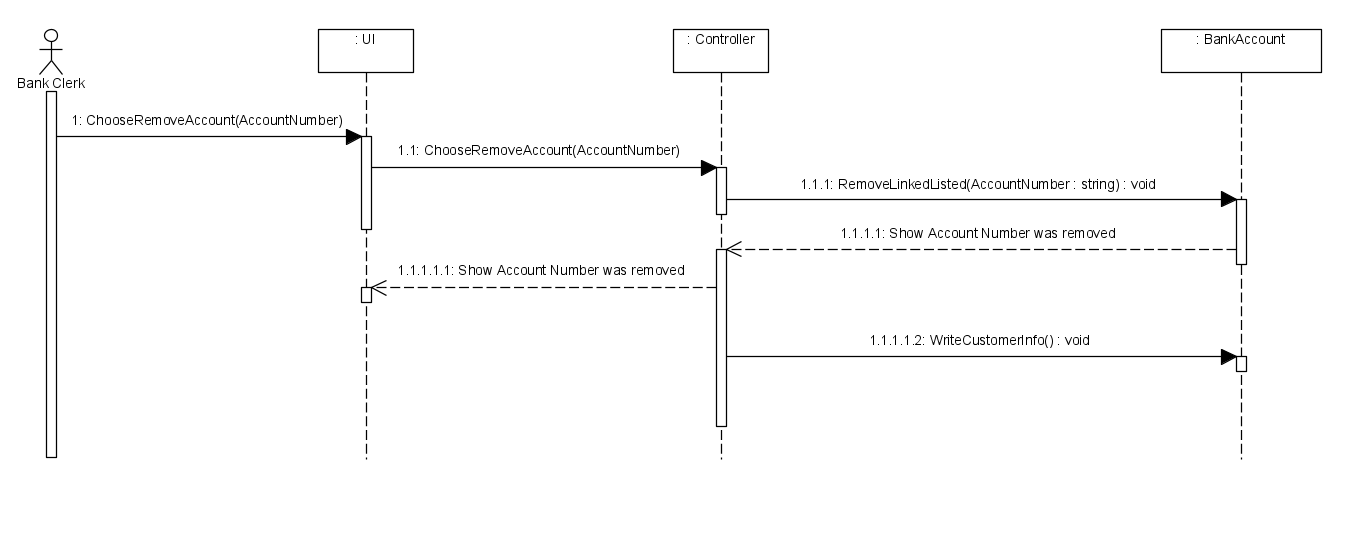 : UI
: Controller
: BankAccount
Bank Clerk
1: ChooseRemoveAccount(AccountNumber)
1.1: ChooseRemoveAccount(AccountNumber)
1.1.1: RemoveLinkedListed(AccountNumber : string) : void
1.1.1.1: Show Account Number was removed
1.1.1.1.1: Show Account Number was removed
1.1.1.1.2: WriteCustomerInfo() : void